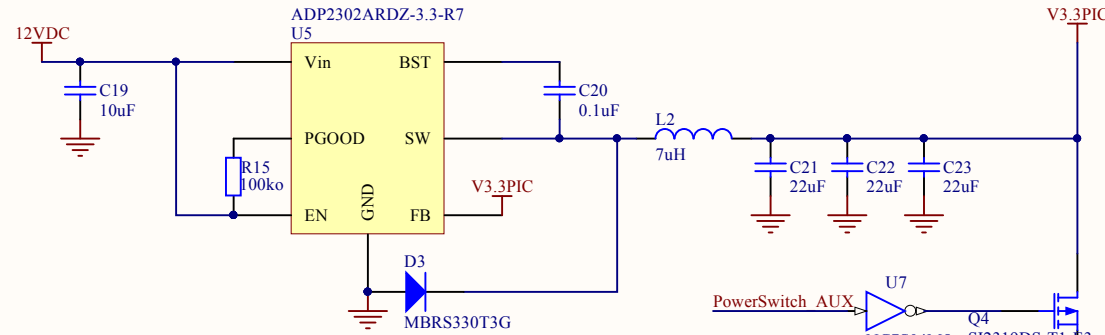 ADP2302ARDZ-3.3-R7
U5
12VDC
V3.3PIC
Vin
BST
C19
10uF
C20
0.1uF
PGOOD
SW
L2
7uH
R15
100ko
C21
22uF
C22
22uF
C23
22uF
GND
V3.3PIC
EN
FB
D3
MBRS330T3G
U7
PowerSwitch_AUX
Q4